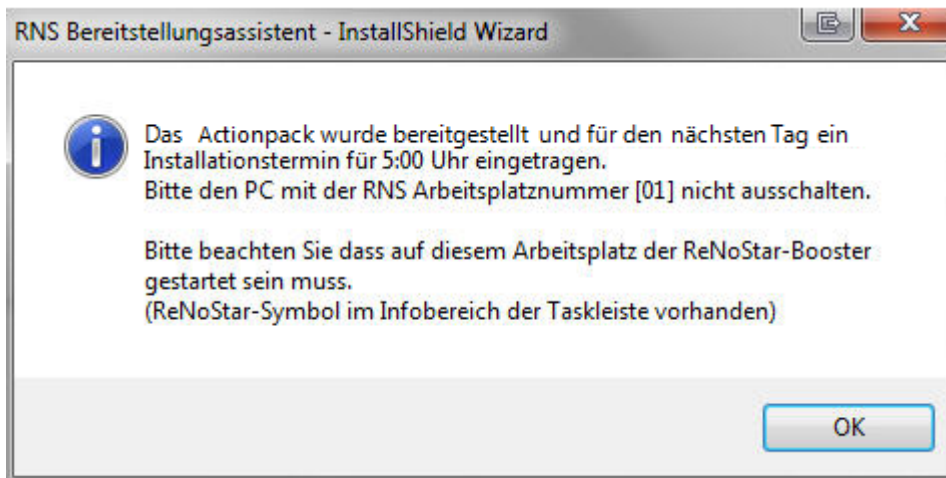 RNS Bereitstellungsassistent - InstallShield Wizard
Das Actionpack wurde bereitgestellt und für den nächsten Tag ein
Installationstermin für 5:00 Uhr eingetragen.
Bitte den PC mit der RNS Arbeitsplatznummer [01] nicht ausschalten.
Bitte beachten Sie dass auf diesem Arbeitsplatz der ReNoStar-Booster
gestartet sein muss.
(ReNoStar-Symbol im Infobereich der Taskleiste vorhanden)
OK